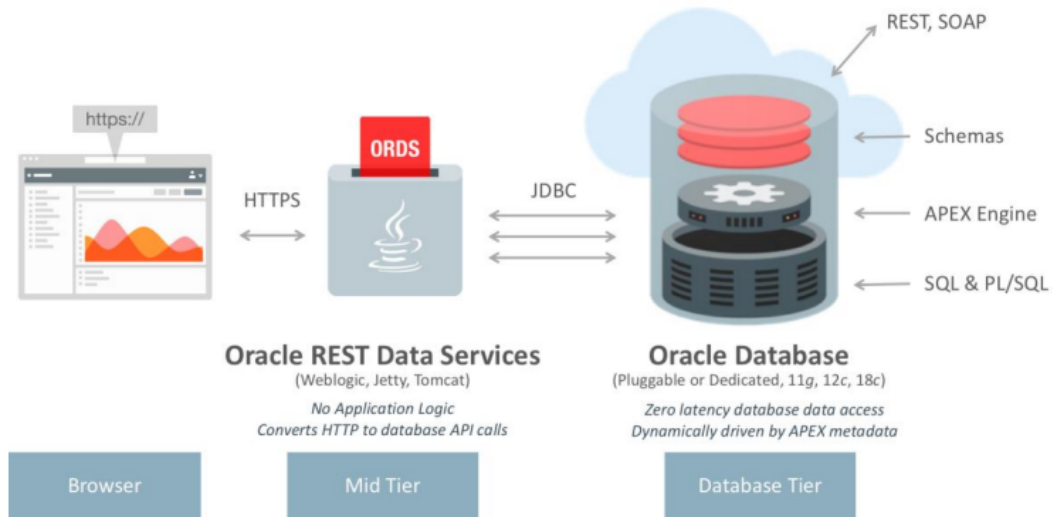 REST, SOAP
https://
ORDS
Schemas
HTTPS
JDBC
APEX Engine
SQL & PL/SQL
Oracle REST Data Services
(Weblogic, Jetty, Tomcat)
No Application Logic
Converts HTTP to database API calls
Oracle Database
(Pluggable or Dedicated, 11g, 12c, 18c)
Zero latency database data access
Dynamically driven by APEX metadata
Browser
Mid Tier
Database Tier